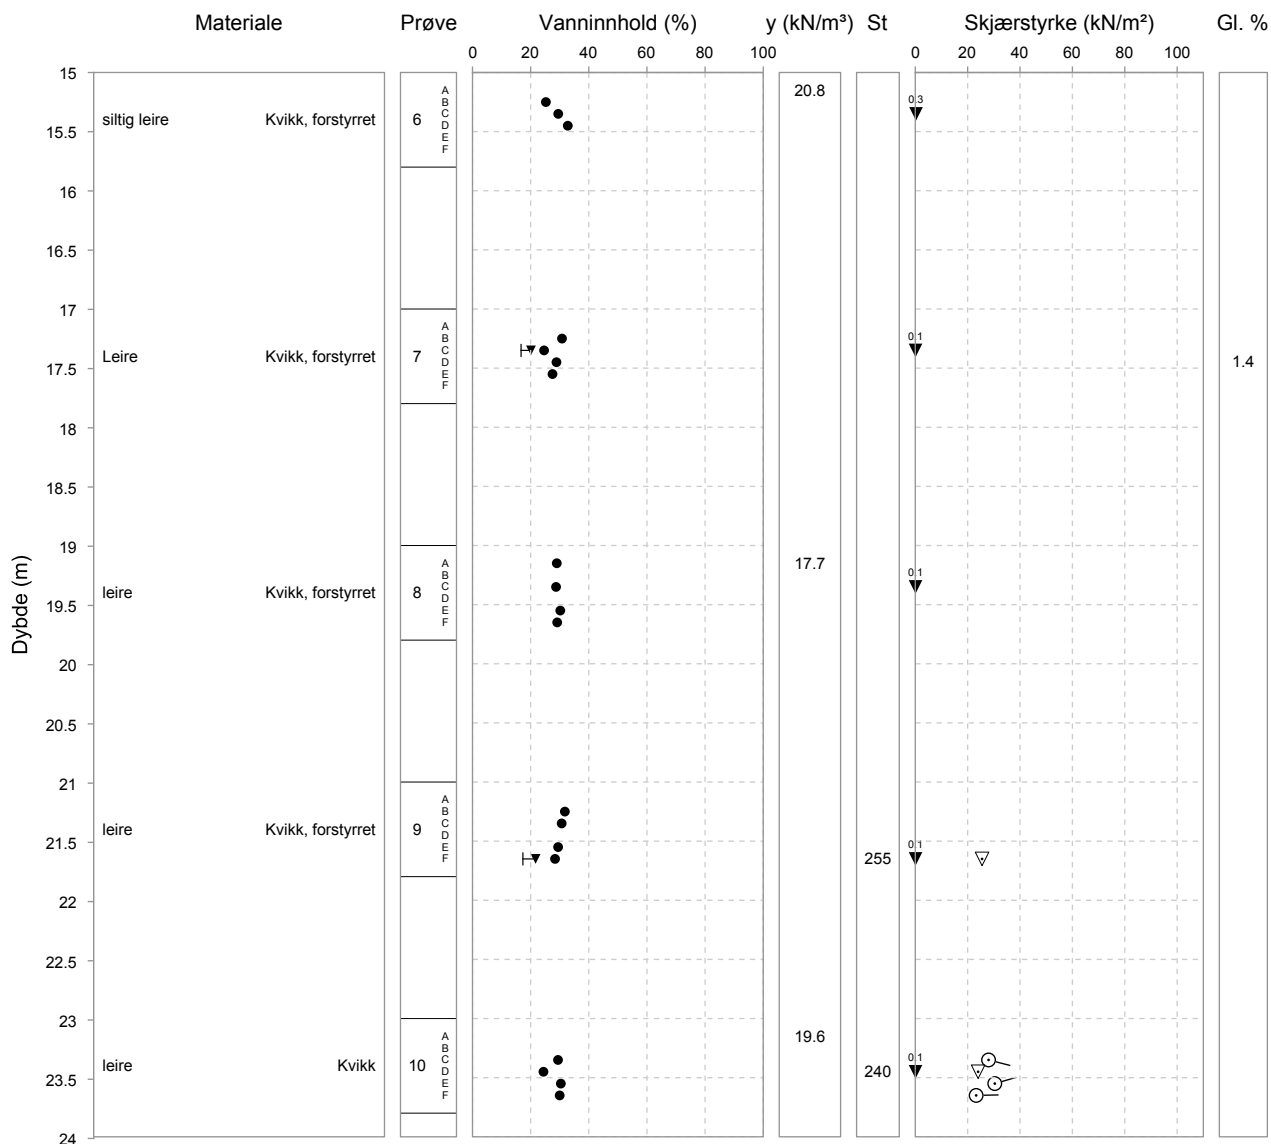 Materiale Prøve Vanninnhold (%) y (kN/m³) St Skjærstyrke (kN/m²) Gl. %
0 20 40 60 80 100 0 20 40 60 80 100
15
A
20.8
B
0.3
C
siltig leire Kvikk, forstyrret 6
D
15.5
E
F
16
16.5
17
A
B
0.1
C
Leire Kvikk, forstyrret 7
D
1.4
17.5
E
F
18
18.5
19
A
17.7
B
0.1
C
leire Kvikk, forstyrret 8
D
19.5
E
F
Dybde (m)
20
20.5
21
A
B
C
leire Kvikk, forstyrret 9
D
21.5
E
0.1
F
255
22
22.5
23
A
19.6
B
C
0.1
leire Kvikk 10
D
240
23.5
E
F
24